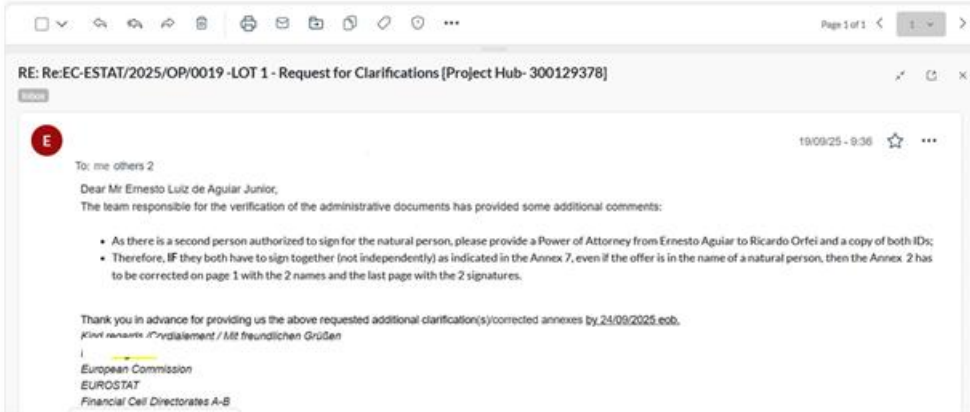 Page 1 of 1
1
RE: Re:EC-ESTAT/2025/OP/0019 -LOT 1 - Request for Clarifications [Project Hub- 300129378]
Inbox
E
19/09/25 - 9:36
To: me others 2
Dear Mr Ernesto Luiz de Aguiar Junior,
The team responsible for the verification of the administrative documents has provided some additional comments:
• As there is a second person authorized to sign for the natural person, please provide a Power of Attorney from Ernesto Aguiar to Ricardo Orfei and a copy of both IDs;
• Therefore, IF they both have to sign together (not independently) as indicated in the Annex 7, even if the offer is in the name of a natural person, then the Annex 2 has
to be corrected on page 1 with the 2 names and the last page with the 2 signatures.
Thank you in advance for providing us the above requested additional clarification(s)/corrected annexes by 24/09/2025 eob.
Kind regards /Cordialement / Mit freundlichen Grüßen
European Commission
EUROSTAT
Financial Cell Directorates A-B